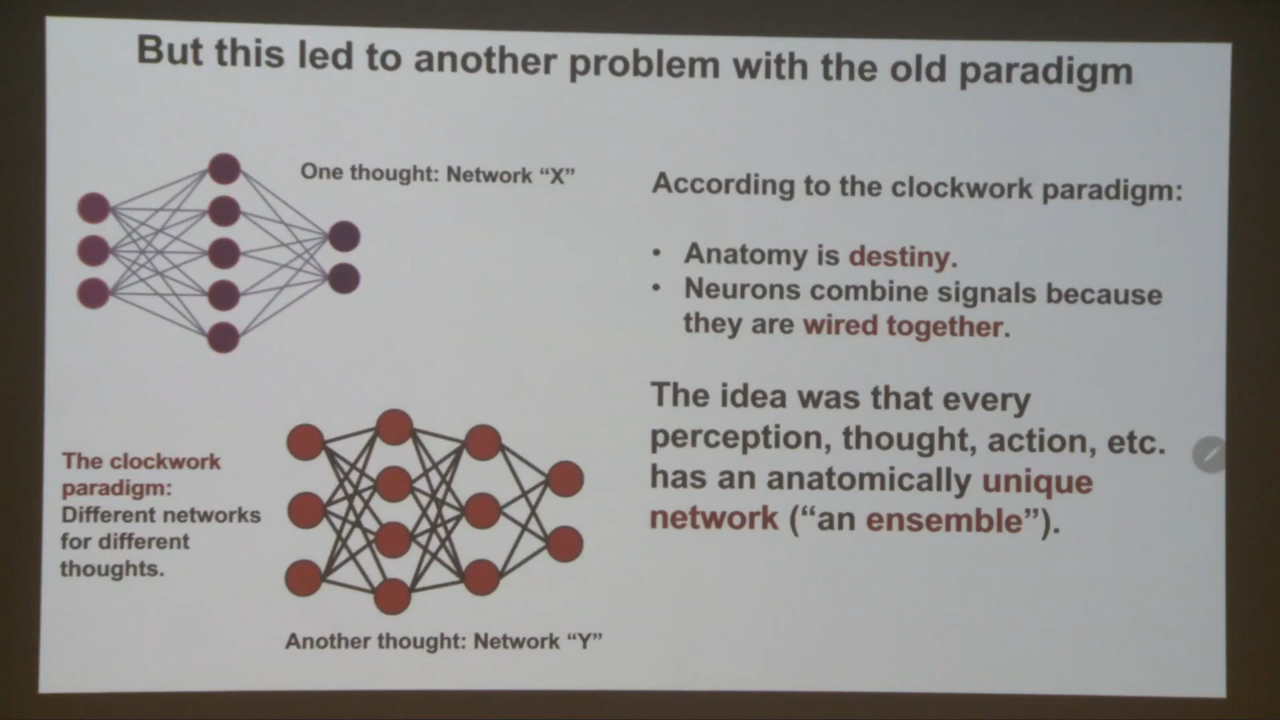 But this led to another problem with the old paradigm
One thought: Network “X”
According to the clockwork paradigm:
• Anatomy is destiny.
• Neurons combine signals because
they are wired together.
The idea was that every
perception, thought, action, etc.
has an anatomically unique
network (“an ensemble”).
The clockwork
paradigm:
Different networks
for different
thoughts.
Another thought: Network “Y”